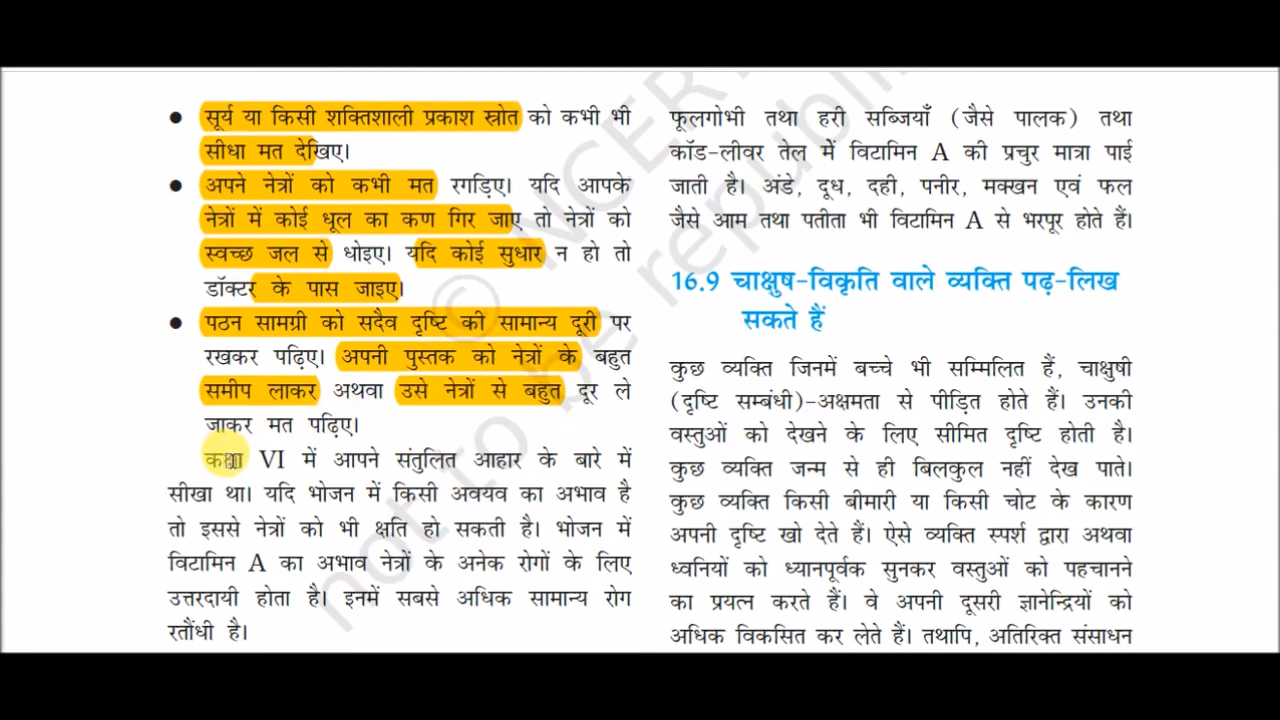 ● सूर्य या किसी शक्तिशाली प्रकाश स्रोत को कभी भी
सीधा मत देखिए।
● अपने नेत्रों को कभी मत रगड़िए। यदि आपके
नेत्रों में कोई धूल का कण गिर जाए तो नेत्रों को
स्वच्छ जल से धोइए। यदि कोई सुधार न हो तो
डॉक्टर के पास जाइए।
● पठन सामग्री को सदैव दृष्टि की सामान्य दूरी पर
रखकर पढ़िए। अपनी पुस्तक को नेत्रों के बहुत
समीप लाकर अथवा उसे नेत्रों से बहुत दूर ले
जाकर मत पढ़िए।
कक्षा VI में आपने संतुलित आहार के बारे में
सीखा था। यदि भोजन में किसी अवयव का अभाव है
तो इससे नेत्रों को भी क्षति हो सकती है। भोजन में
विटामिन A का अभाव नेत्रों के अनेक रोगों के लिए
उत्तरदायी होता है। इनमें सबसे अधिक सामान्य रोग
रतौंधी है।
फूलगोभी तथा हरी सब्जियाँ (जैसे पालक) तथा
कॉड-लीवर तेल में विटामिन A की प्रचुर मात्रा पाई
जाती है। अंडे, दूध, दही, पनीर, मक्खन एवं फल
जैसे आम तथा पतीता भी विटामिन A से भरपूर होते हैं।
16.9 चाक्षुष-विकृति वाले व्यक्ति पढ़-लिख
सकते हैं
कुछ व्यक्ति जिनमें बच्चे भी सम्मिलित हैं, चाक्षुषी
(दृष्टि सम्बंधी)-अक्षमता से पीड़ित होते हैं। उनकी
वस्तुओं को देखने के लिए सीमित दृष्टि होती है।
कुछ व्यक्ति जन्म से ही बिलकुल नहीं देख पाते।
कुछ व्यक्ति किसी बीमारी या किसी चोट के कारण
अपनी दृष्टि खो देते हैं। ऐसे व्यक्ति स्पर्श द्वारा अथवा
ध्वनियों को ध्यानपूर्वक सुनकर वस्तुओं को पहचानने
का प्रयत्न करते हैं। वे अपनी दूसरी ज्ञानेन्द्रियों को
अधिक विकसित कर लेते हैं। तथापि, अतिरिक्त संसाधन
© NCER
not to be republi